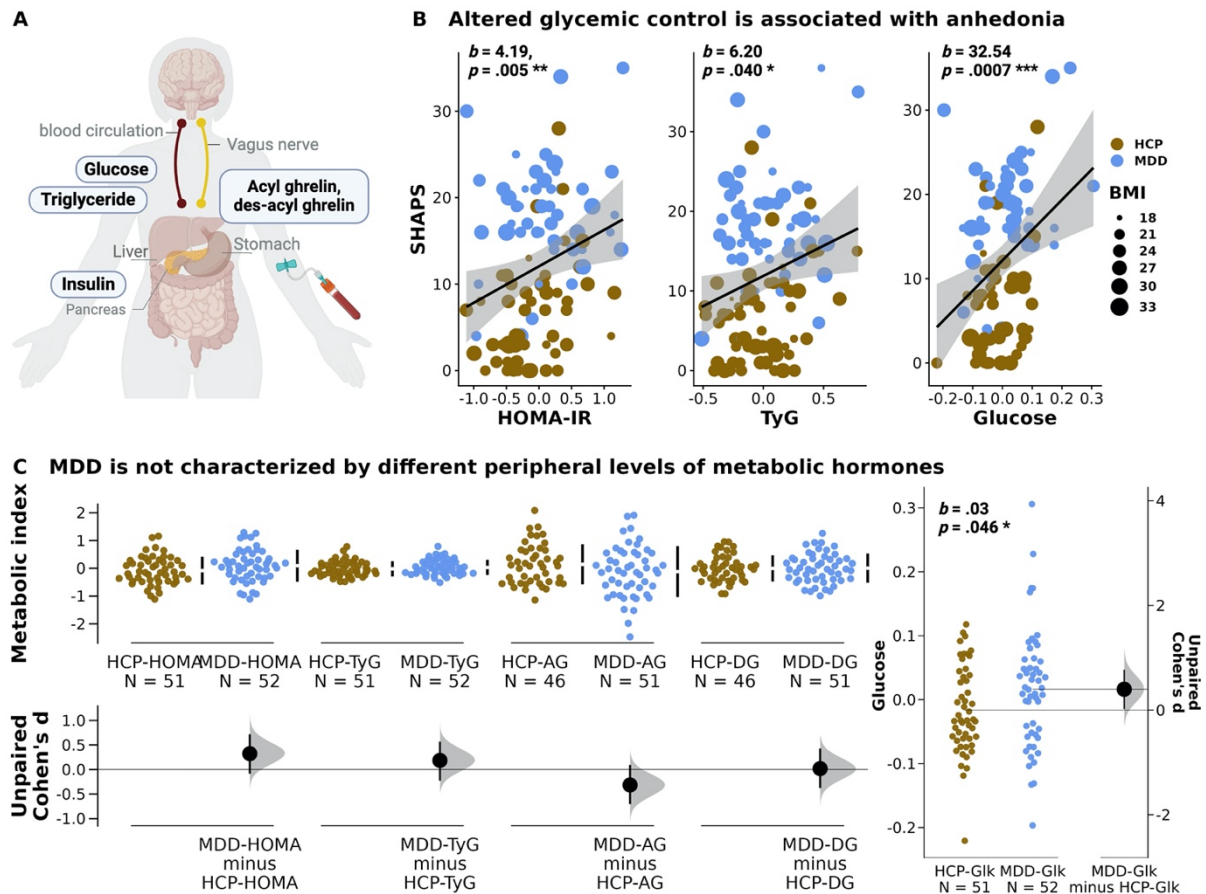 A
blood circulation
Vagus nerve
Glucose
Triglyceride
Acyl ghrelin,
des-acyl ghrelin
Liver
Stomach
Insulin
Pancreas
B Altered glycemic control is associated with anhedonia
b = 4.19,
p = .005 **
b = 6.20
p = .040 *
b = 32.54
p = .0007 ***
SHAPS
30
20
10
0
-1.0 -0.5 0.0 0.5 1.0
HOMA-IR
30
20
10
0
-0.5 0.0 0.5
TyG
30
20
10
0
-0.2 -0.1 0.0 0.1 0.2 0.3
Glucose
HCP
MDD
BMI
18
21
24
27
30
33
C MDD is not characterized by different peripheral levels of metabolic hormones
Metabolic index
2
1
0
-1
-2
HCP-HOMA MDD-HOMA HCP-TyG MDD-TyG HCP-AG MDD-AG HCP-DG MDD-DG
N = 51 N = 52 N = 51 N = 52 N = 46 N = 51 N = 46 N = 51
Unpaired
Cohen's d
1.0
0.5
0.0
-0.5
-1.0
MDD-HOMA MDD-TyG MDD-AG MDD-DG
minus minus minus minus
HCP-HOMA HCP-TyG HCP-AG HCP-DG
b = .03
p = .046 *
Glucose
0.3
0.2
0.1
0.0
-0.1
-0.2
4
2
0
-2
Unpaired
Cohen's d
HCP-Glk MDD-Glk MDD-Glk
N = 51 N = 52 minus HCP-Glk